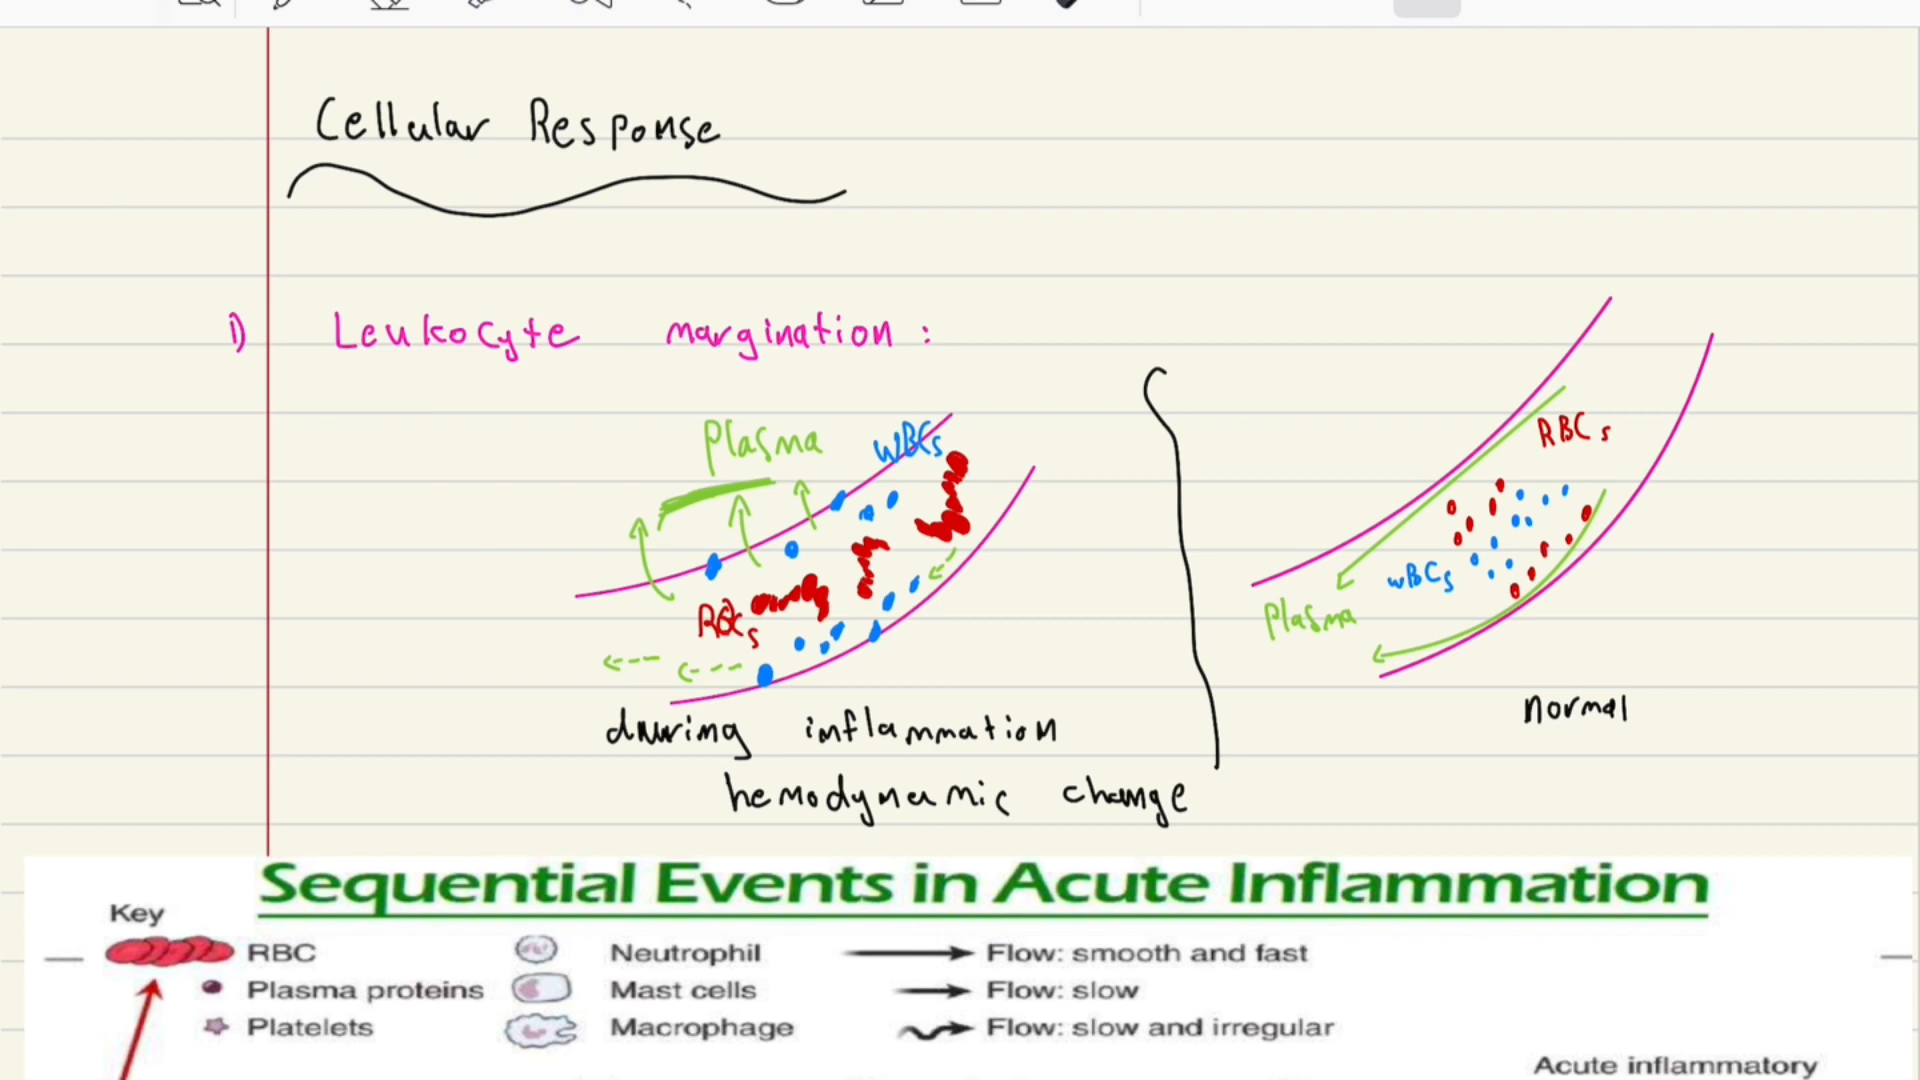 Cellular Response
1) Leukocyte margination:
Plasma
WBCs
RBCs
during inflammation
hemodynamic change
RBCs
WBCs
Plasma
normal
Sequential Events in Acute Inflammation
Key
RBC
Plasma proteins
Platelets
Neutrophil
Mast cells
Macrophage
Flow: smooth and fast
Flow: slow
Flow: slow and irregular
Acute inflammatory